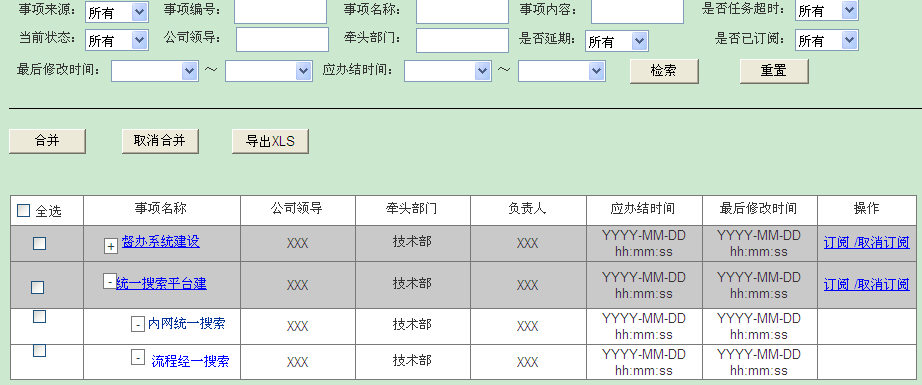 事项来源： 所有 事项编号： 事项名称： 事项内容： 是否任务超时： 所有
当前状态： 所有 公司领导： 牵头部门： 是否延期： 所有 是否已订阅： 所有
最后修改时间： ～ 应办结时间： ～ 检索 重置
合并 取消合并 导出XLS
全选 事项名称 公司领导 牵头部门 负责人 应办结时间 最后修改时间 操作
+ 督办系统建设 XXX 技术部 XXX YYYY-MM-DD YYYY-MM-DD 订阅 /取消订阅
hh:mm:ss hh:mm:ss
- 统一搜索平台建 XXX 技术部 XXX YYYY-MM-DD YYYY-MM-DD 订阅 /取消订阅
hh:mm:ss hh:mm:ss
- 内网统一搜索 XXX 技术部 XXX YYYY-MM-DD YYYY-MM-DD
hh:mm:ss hh:mm:ss
- 流程经一搜索 XXX 技术部 XXX YYYY-MM-DD YYYY-MM-DD
hh:mm:ss hh:mm:ss